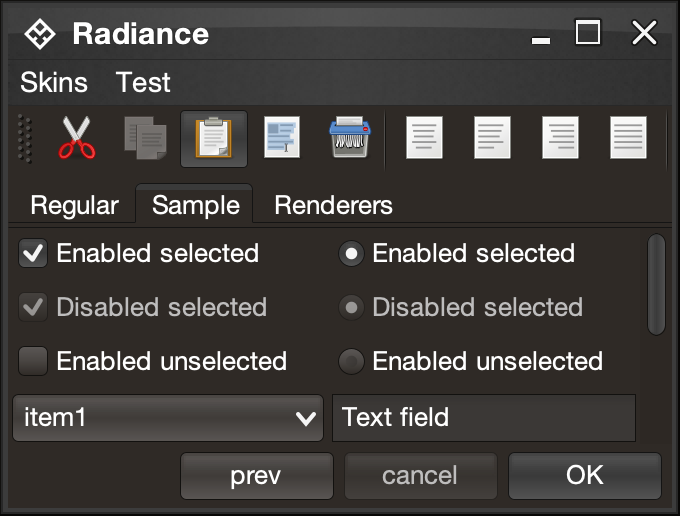 Radiance
Skins Test
Regular Sample Renderers
Enabled selected Enabled selected
Disabled selected Disabled selected
Enabled unselected Enabled unselected
item1 Text field
prev cancel OK